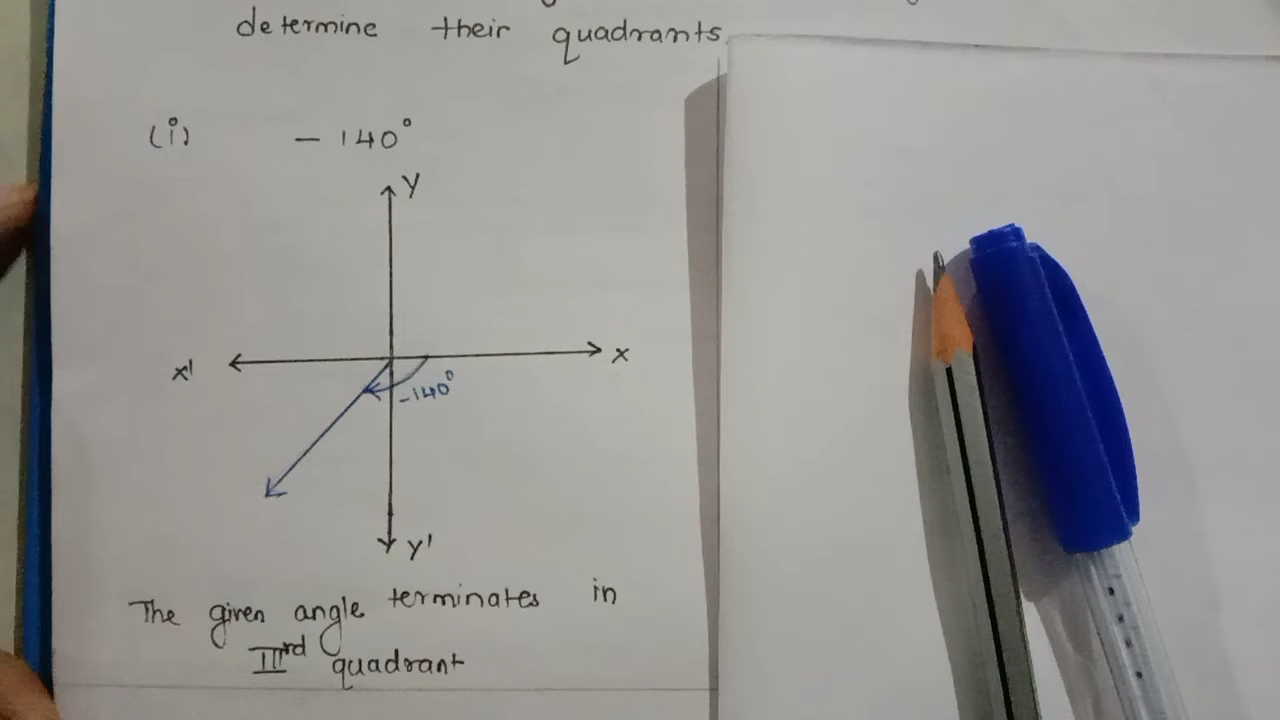 determine their quadrants.
(i) - 140°
Y
X' X
-140°
Y'
The given angle terminates in
IIIrd quadrant